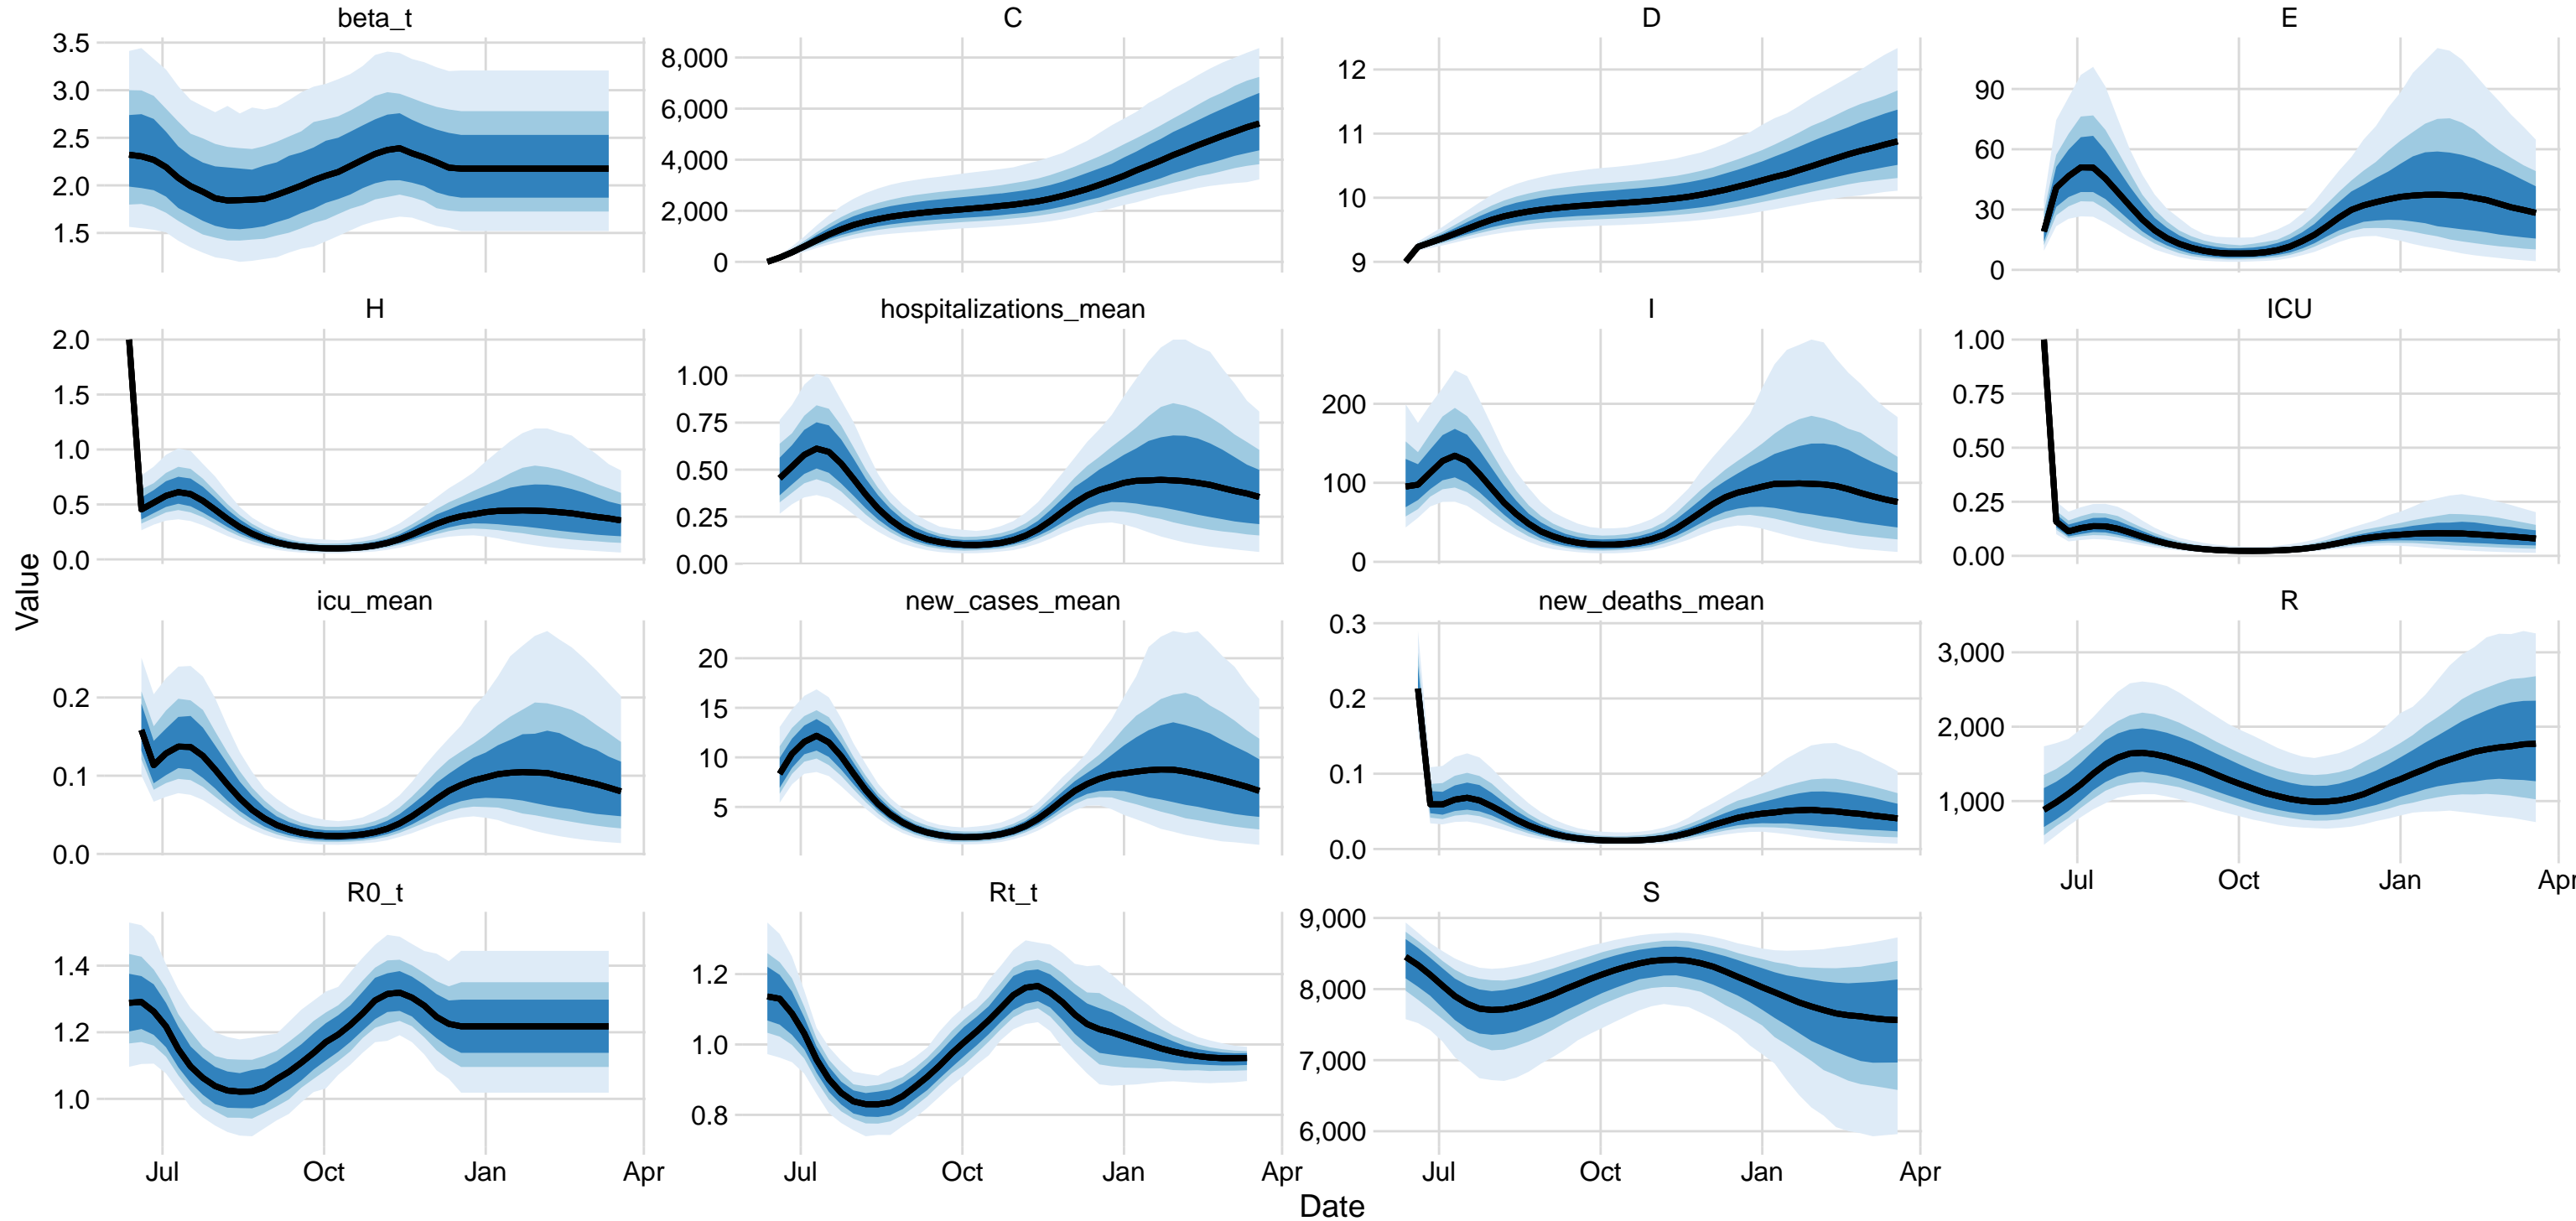 beta_t
C
D
E
3.5
3.0
2.5
2.0
1.5
8,000
6,000
4,000
2,000
0
12
11
10
9
90
60
30
0
H
hospitalizations_mean
I
ICU
2.0
1.5
1.0
0.5
0.0
1.00
0.75
0.50
0.25
0.00
200
100
0
1.00
0.75
0.50
0.25
0.00
icu_mean
new_cases_mean
new_deaths_mean
R
0.2
0.1
0.0
20
15
10
5
0.3
0.2
0.1
0.0
3,000
2,000
1,000
Jul Oct Jan Apr
R0_t
Rt_t
S
1.4
1.2
1.0
1.2
1.0
0.8
9,000
8,000
7,000
6,000
Jul Oct Jan Apr
Jul Oct Jan Apr
Jul Oct Jan Apr
Value
Date